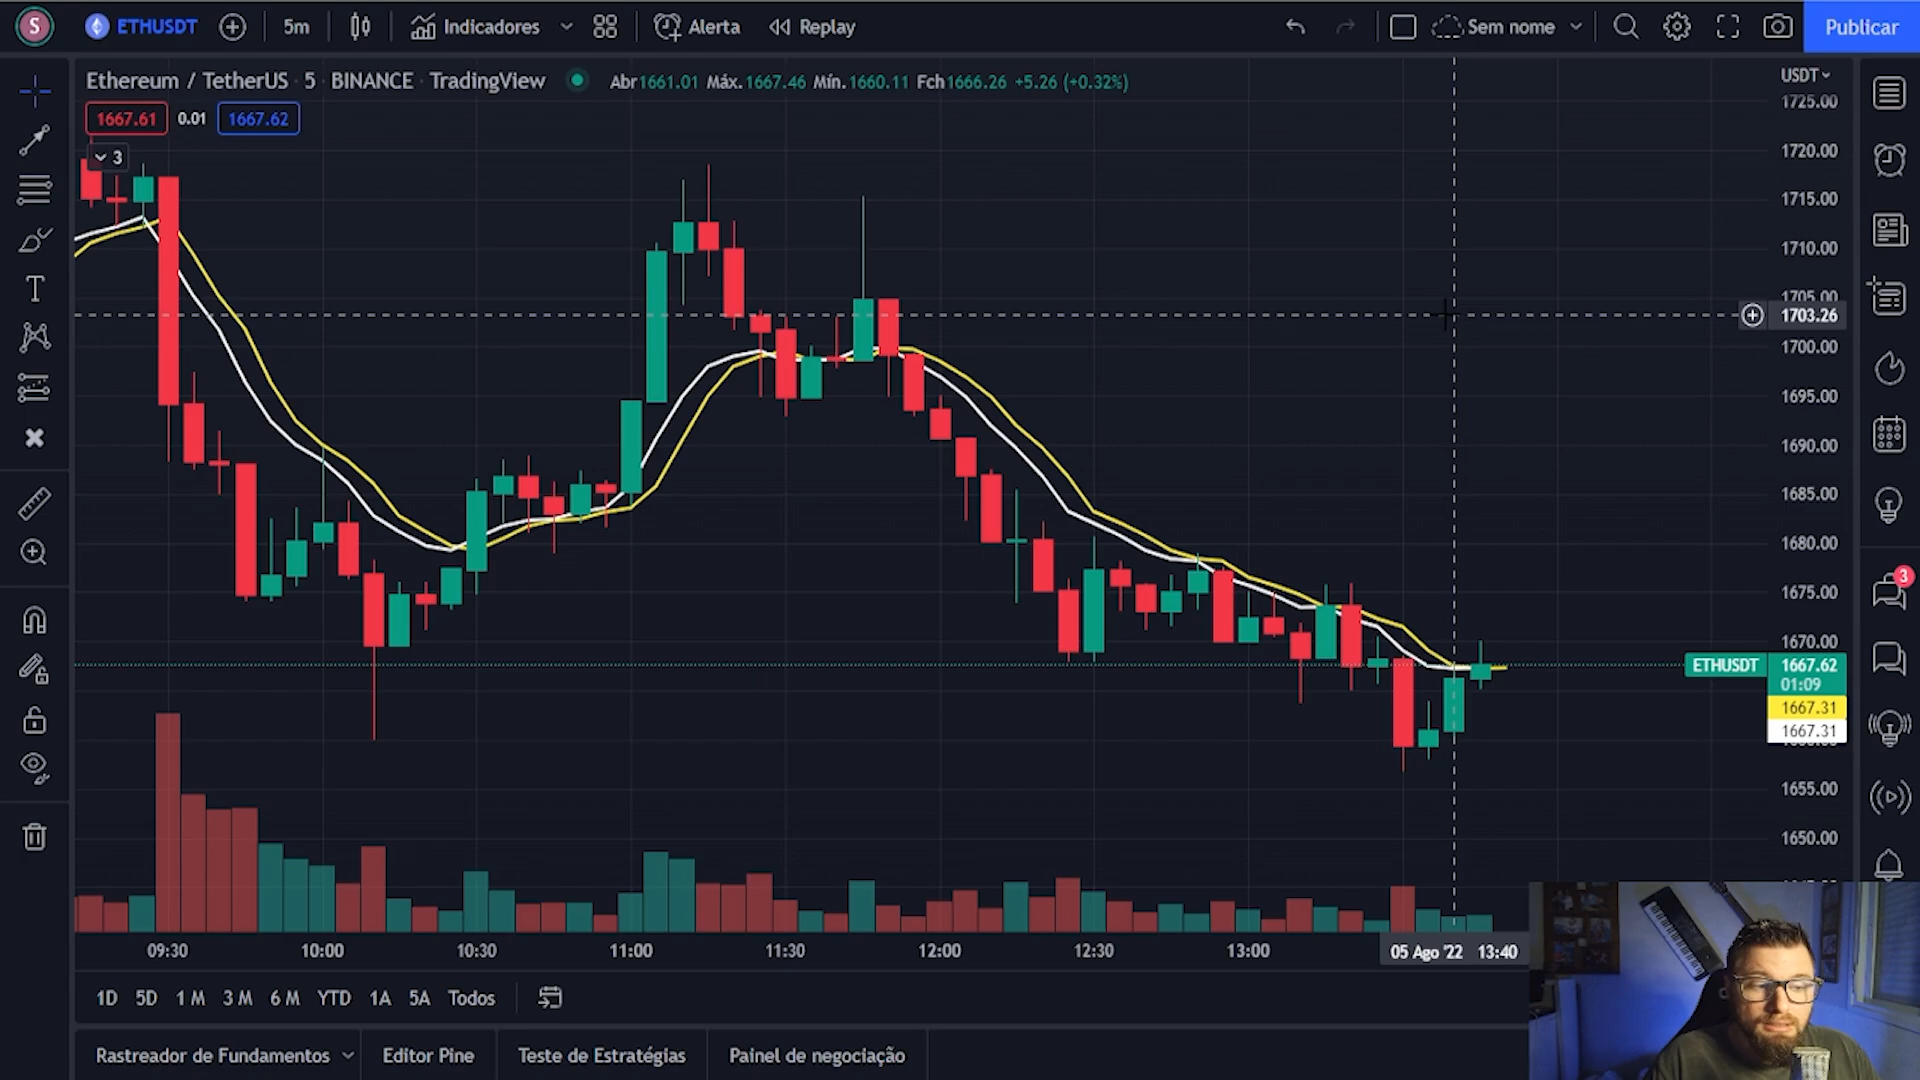 S ETHUSDT 5m Indicadores Alerta Replay Sem nome Publicar
Ethereum / TetherUS · 5 · BINANCE · TradingView Abr1661.01 Máx.1667.46 Mín.1660.11 Fch1666.26 +5.26 (+0.32%) USDT
1667.61 0.01 1667.62
3
1725.00
1720.00
1715.00
1710.00
1705.00
1703.26
1700.00
1695.00
1690.00
1685.00
1680.00
1675.00
1670.00
ETHUSDT 1667.62
01:09
1667.31
1667.31
1655.00
1650.00
3
09:30 10:00 10:30 11:00 11:30 12:00 12:30 13:00 05 Ago '22 13:40
1D 5D 1 M 3 M 6 M YTD 1A 5A Todos
Rastreador de Fundamentos Editor Pine Teste de Estratégias Painel de negociação